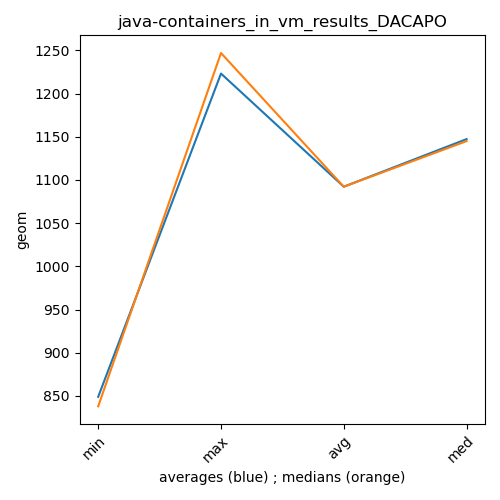 java-containers_in_vm_results_DACAPO
1250
1200
1150
1100
1050
1000
950
900
850
geom
min
max
avg
med
averages (blue) ; medians (orange)